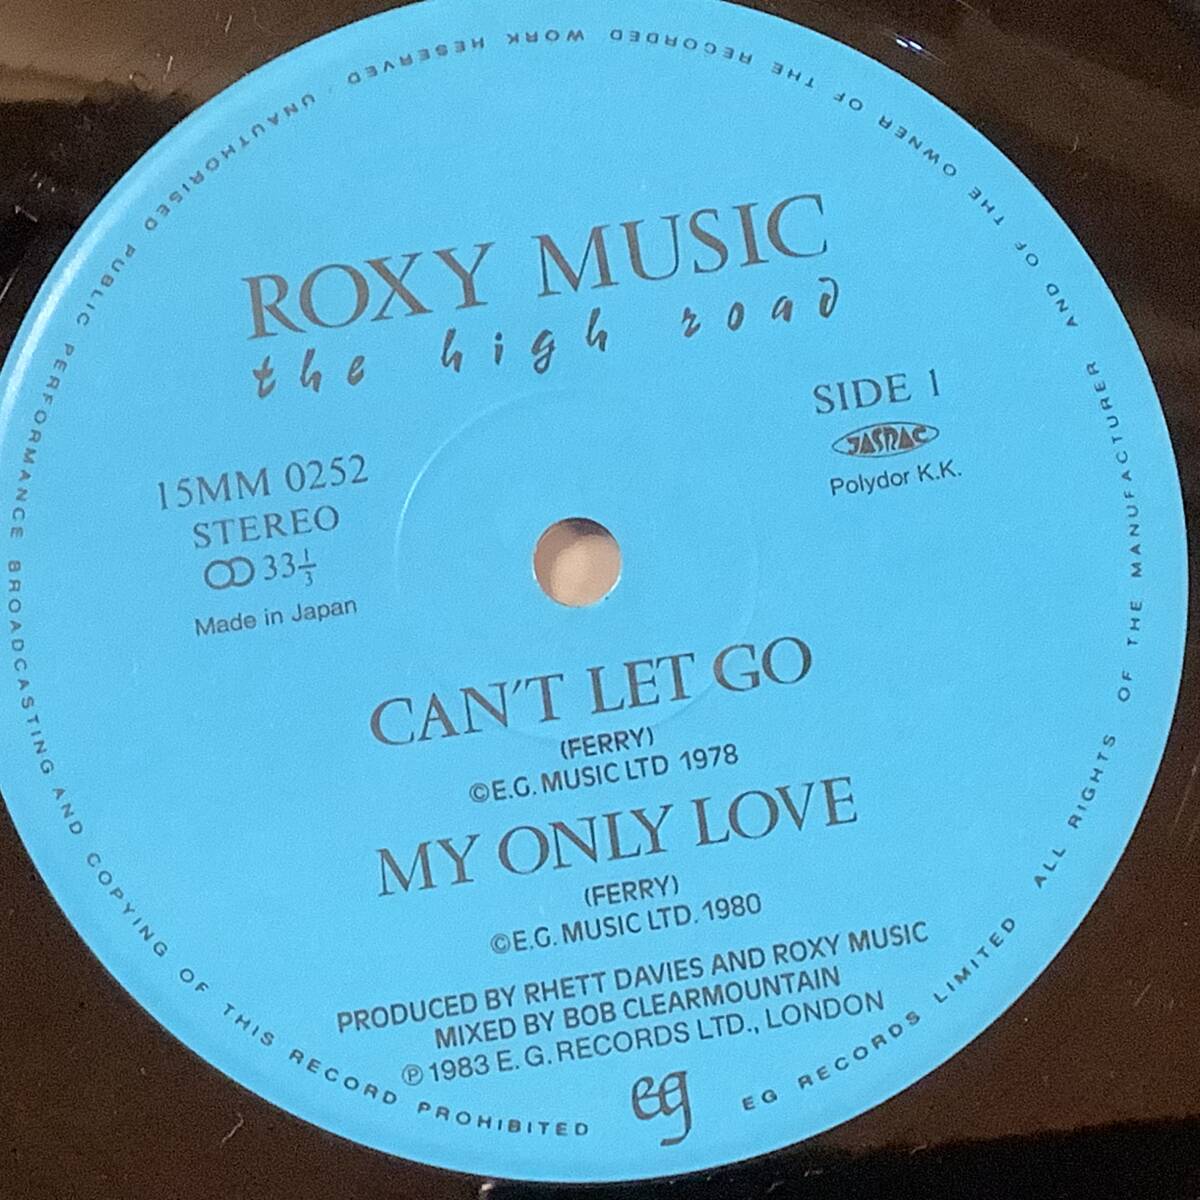 ROXY MUSIC
the high road
SIDE 1
JASRAC
Polydor K.K.
15MM 0252
STEREO
33 1/3
Made in Japan
CAN'T LET GO
(FERRY)
©E.G. MUSIC LTD 1978
MY ONLY LOVE
(FERRY)
©E.G. MUSIC LTD. 1980
PRODUCED BY RHETT DAVIES AND ROXY MUSIC
MIXED BY BOB CLEARMOUNTAIN
℗1983 E.G. RECORDS LTD., LONDON
eg
EG RECORDS LIMITED ALL RIGHTS OF THE MANUFACTURER AND OF THE OWNER OF THE RECORDED WORK RESERVED · UNAUTHORISED PUBLIC PERFORMANCE BROADCASTING AND COPYING OF THIS RECORD PROHIBITED